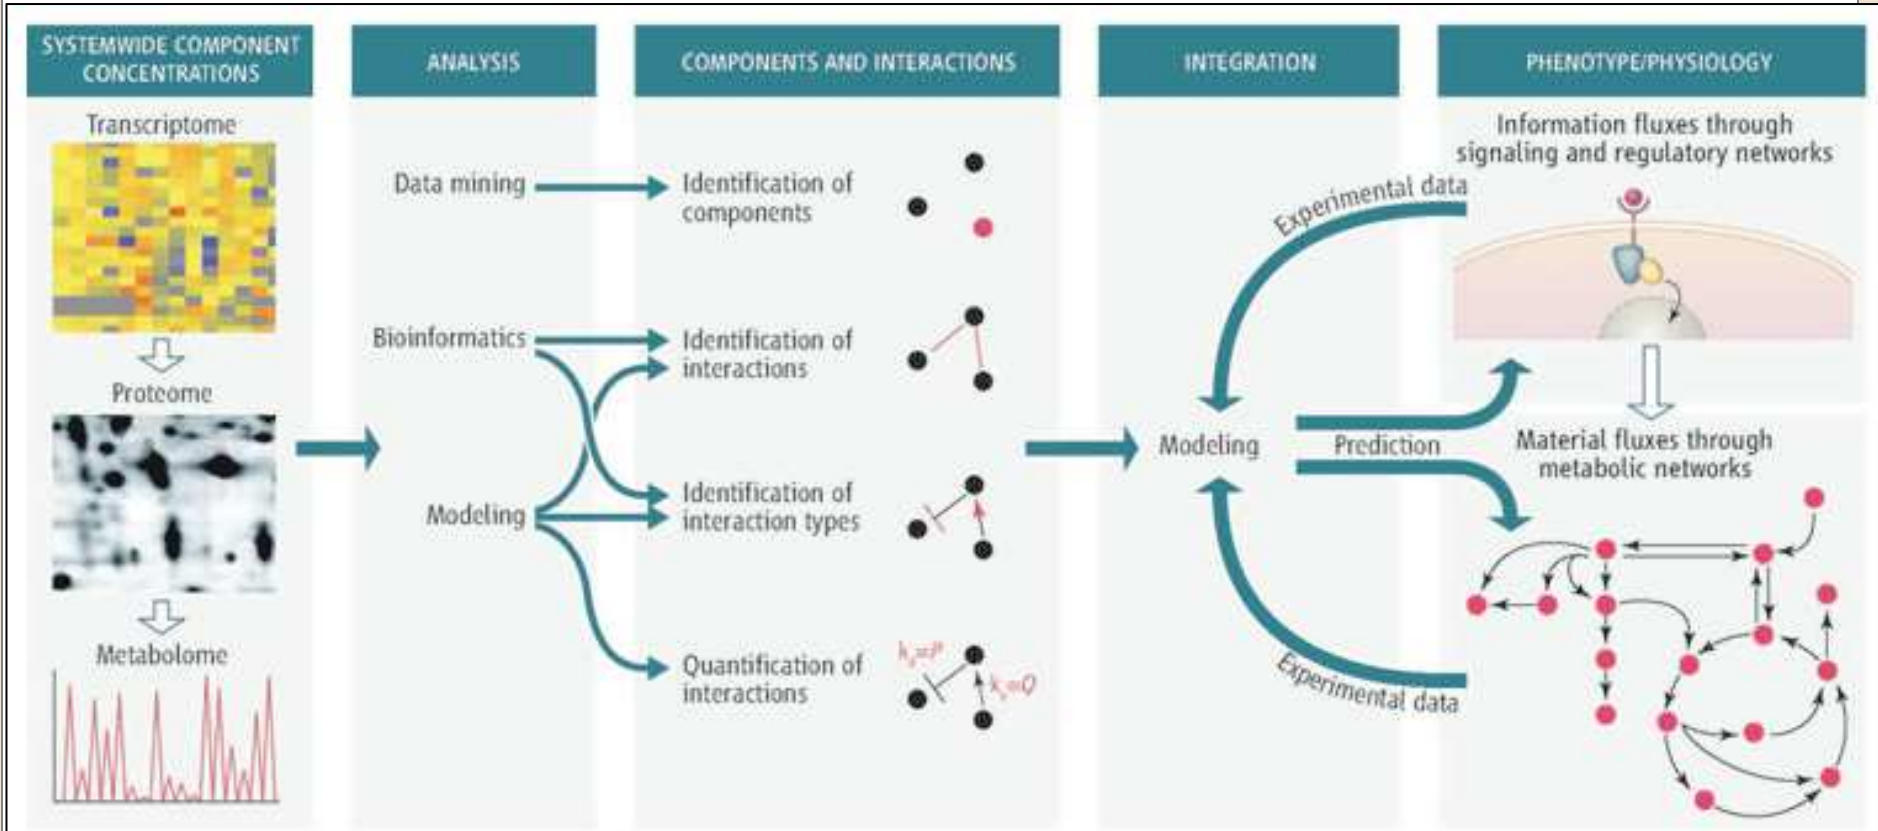 SYSTEMWIDE COMPONENT
CONCENTRATIONS
Transcriptome
Proteome
Metabolome
ANALYSIS
Data mining
Bioinformatics
Modeling
COMPONENTS AND INTERACTIONS
Identification of
components
Identification of
interactions
Identification of
interaction types
Quantification of
interactions
INTEGRATION
Experimental data
Modeling
Prediction
Experimental data
PHENOTYPE/PHYSIOLOGY
Information fluxes through
signaling and regulatory networks
Material fluxes through
metabolic networks